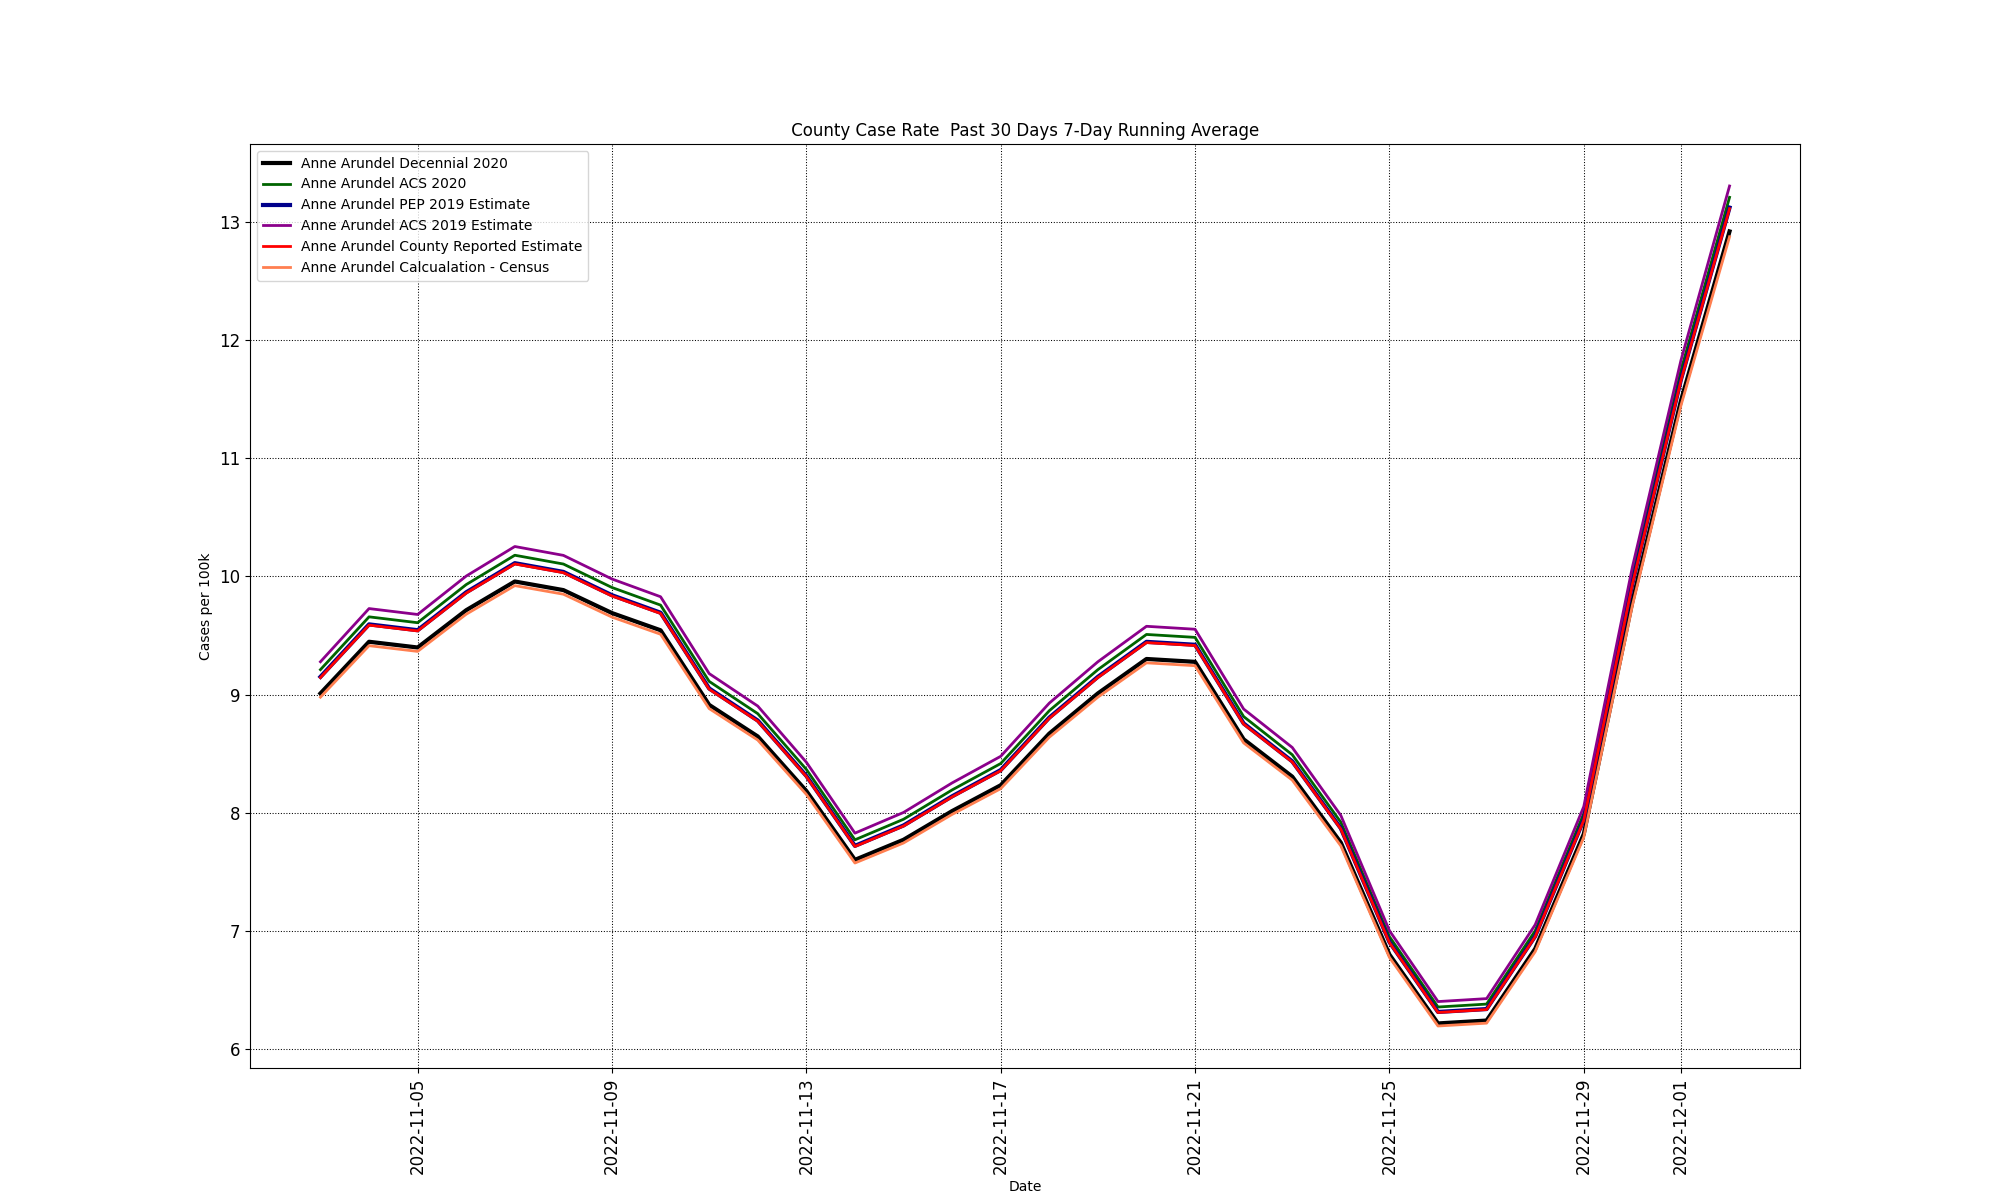 County Case Rate  Past 30 Days 7-Day Running Average
Anne Arundel Decennial 2020
Anne Arundel ACS 2020
Anne Arundel PEP 2019 Estimate
Anne Arundel ACS 2019 Estimate
Anne Arundel County Reported Estimate
Anne Arundel Calcualation - Census
Cases per 100k
13
12
11
10
9
8
7
6
2022-11-05
2022-11-09
2022-11-13
2022-11-17
2022-11-21
2022-11-25
2022-11-29
2022-12-01
Date